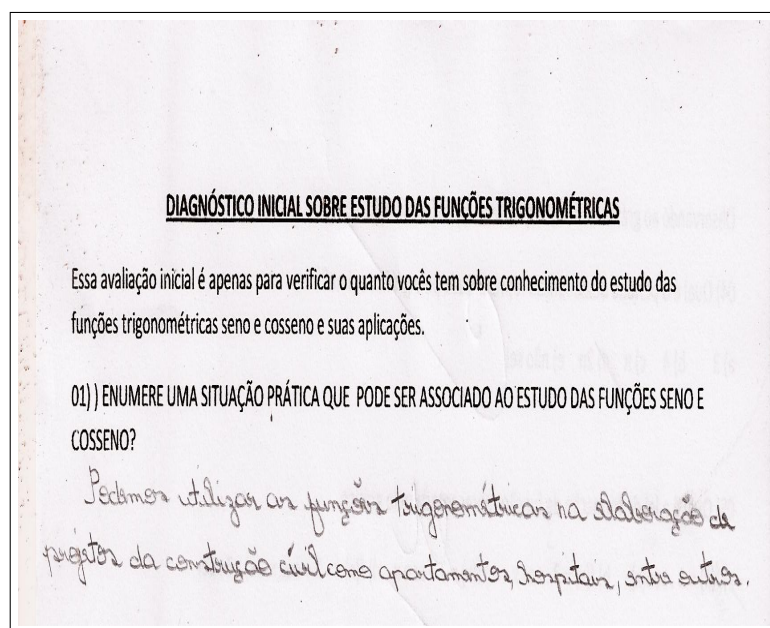 DIAGNÓSTICO INICIAL SOBRE ESTUDO DAS FUNÇÕES TRIGONOMÉTRICAS
Essa avaliação inicial é apenas para verificar o quanto vocês tem sobre conhecimento do estudo das
funções trigonométricas seno e cosseno e suas aplicações.
01) ) ENUMERE UMA SITUAÇÃO PRÁTICA QUE PODE SER ASSOCIADO AO ESTUDO DAS FUNÇÕES SENO E
COSSENO?
Podemos utilizar as funções trigonométricas na elaboração de
projetos da construção civil como apartamentos, hospitais, entre outros.